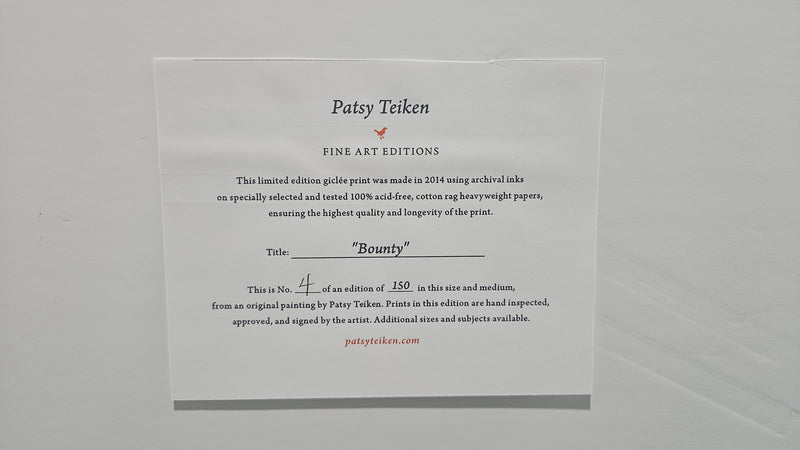 Patsy Teiken
FINE ART EDITIONS
This limited edition giclée print was made in 2014 using archival inks
on specially selected and tested 100% acid-free, cotton rag heavyweight papers,
ensuring the highest quality and longevity of the print.
Title: "Bounty"
This is No. 4 of an edition of 150 in this size and medium,
from an original painting by Patsy Teiken. Prints in this edition are hand inspected,
approved, and signed by the artist. Additional sizes and subjects available.
patsyteiken.com